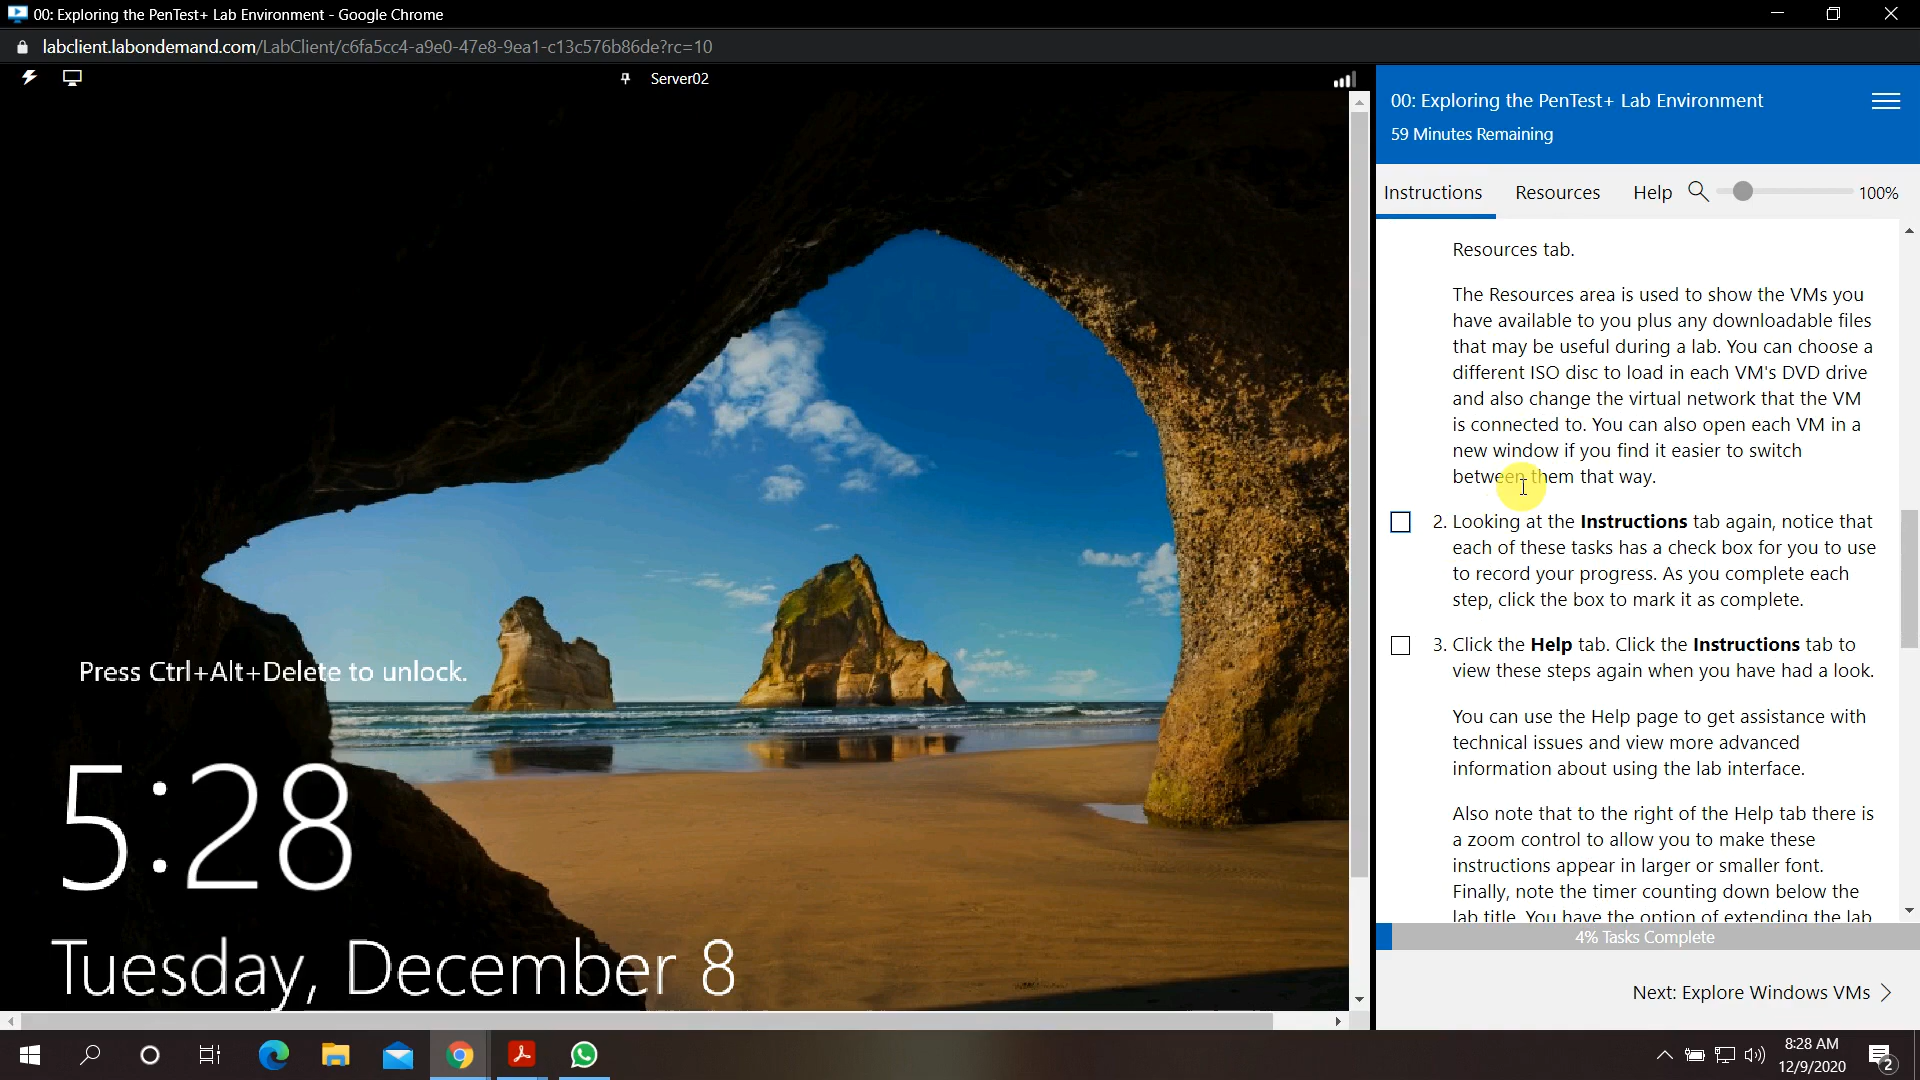 00: Exploring the PenTest+ Lab Environment - Google Chrome
labclient.labondemand.com/LabClient/c6fa5cc4-a9e0-47e8-9ea1-c13c576b86de?rc=10
Server02
00: Exploring the PenTest+ Lab Environment
59 Minutes Remaining
Instructions Resources Help 100%
Resources tab.
The Resources area is used to show the VMs you
have available to you plus any downloadable files
that may be useful during a lab. You can choose a
different ISO disc to load in each VM's DVD drive
and also change the virtual network that the VM
is connected to. You can also open each VM in a
new window if you find it easier to switch
between them that way.
2. Looking at the Instructions tab again, notice that
each of these tasks has a check box for you to use
to record your progress. As you complete each
step, click the box to mark it as complete.
3. Click the Help tab. Click the Instructions tab to
view these steps again when you have had a look.
You can use the Help page to get assistance with
technical issues and view more advanced
information about using the lab interface.
Also note that to the right of the Help tab there is
a zoom control to allow you to make these
instructions appear in larger or smaller font.
Finally, note the timer counting down below the
lab title. You have the option of extending the lab
4% Tasks Complete
Next: Explore Windows VMs
Press Ctrl+Alt+Delete to unlock.
5:28
Tuesday, December 8
8:28 AM
12/9/2020
2